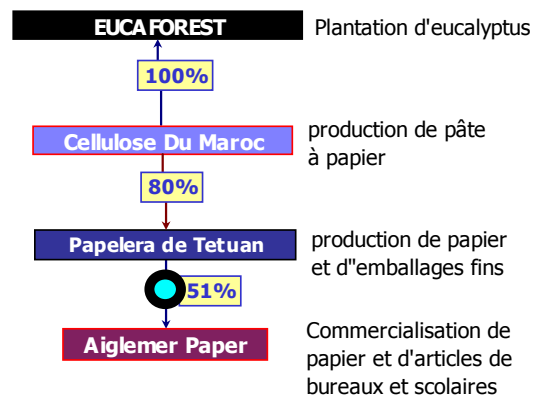 EUCAFOREST
Plantation d'eucalyptus
100%
Cellulose Du Maroc
production de pâte
à papier
80%
Papelera de Tetuan
production de papier
et d"emballages fins
51%
Aiglemer Paper
Commercialisation de
papier et d'articles de
bureaux et scolaires